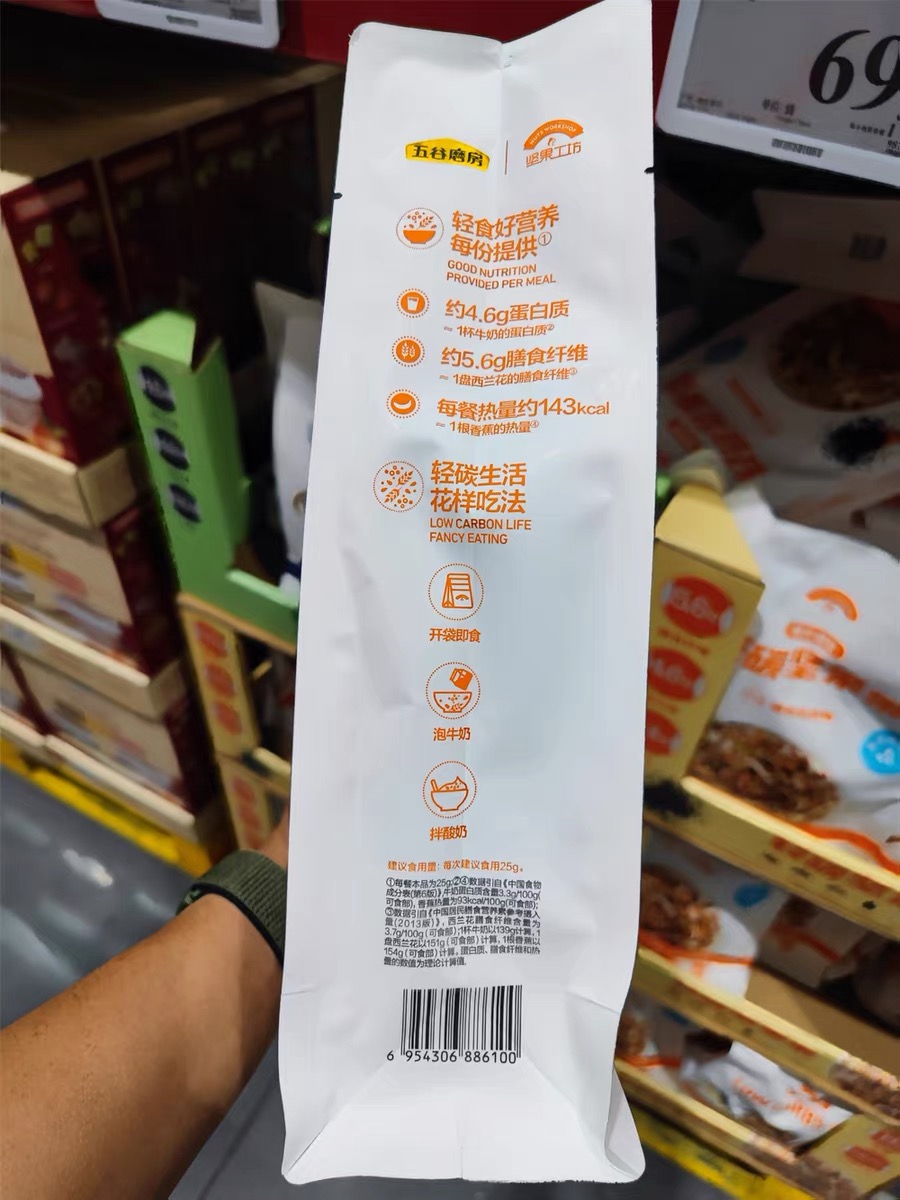 五谷磨房
NUTS WORKSHOP
坚果工坊
轻食好营养
每份提供①
GOOD NUTRITION
PROVIDED PER MEAL
约4.6g蛋白质
≈ 1杯牛奶的蛋白质②
约5.6g膳食纤维
≈ 1盘西兰花的膳食纤维③
每餐热量约143kcal
≈ 1根香蕉的热量④
轻碳生活
花样吃法
LOW CARBON LIFE
FANCY EATING
开袋即食
泡牛奶
拌酸奶
建议食用量: 每次建议食用25g。
①每餐本品为25g;②④数据引自《中国食物
成分表(第6版)》,牛奶蛋白质含量3.3g/100g(
可食部), 香蕉热量为93kcal/100g(可食部);
③数据引自《中国居民膳食营养素参考摄入
量(2013版)》, 西兰花膳食纤维含量为
3.7g/100g (可食部);1杯牛奶以139g计算, 1
盘西兰花以151g(可食部)计算, 1根香蕉以
154g (可食部) 计算。蛋白质、膳食纤维和热
量的数值为理论计算值.
6 954306 886100
69
5.6